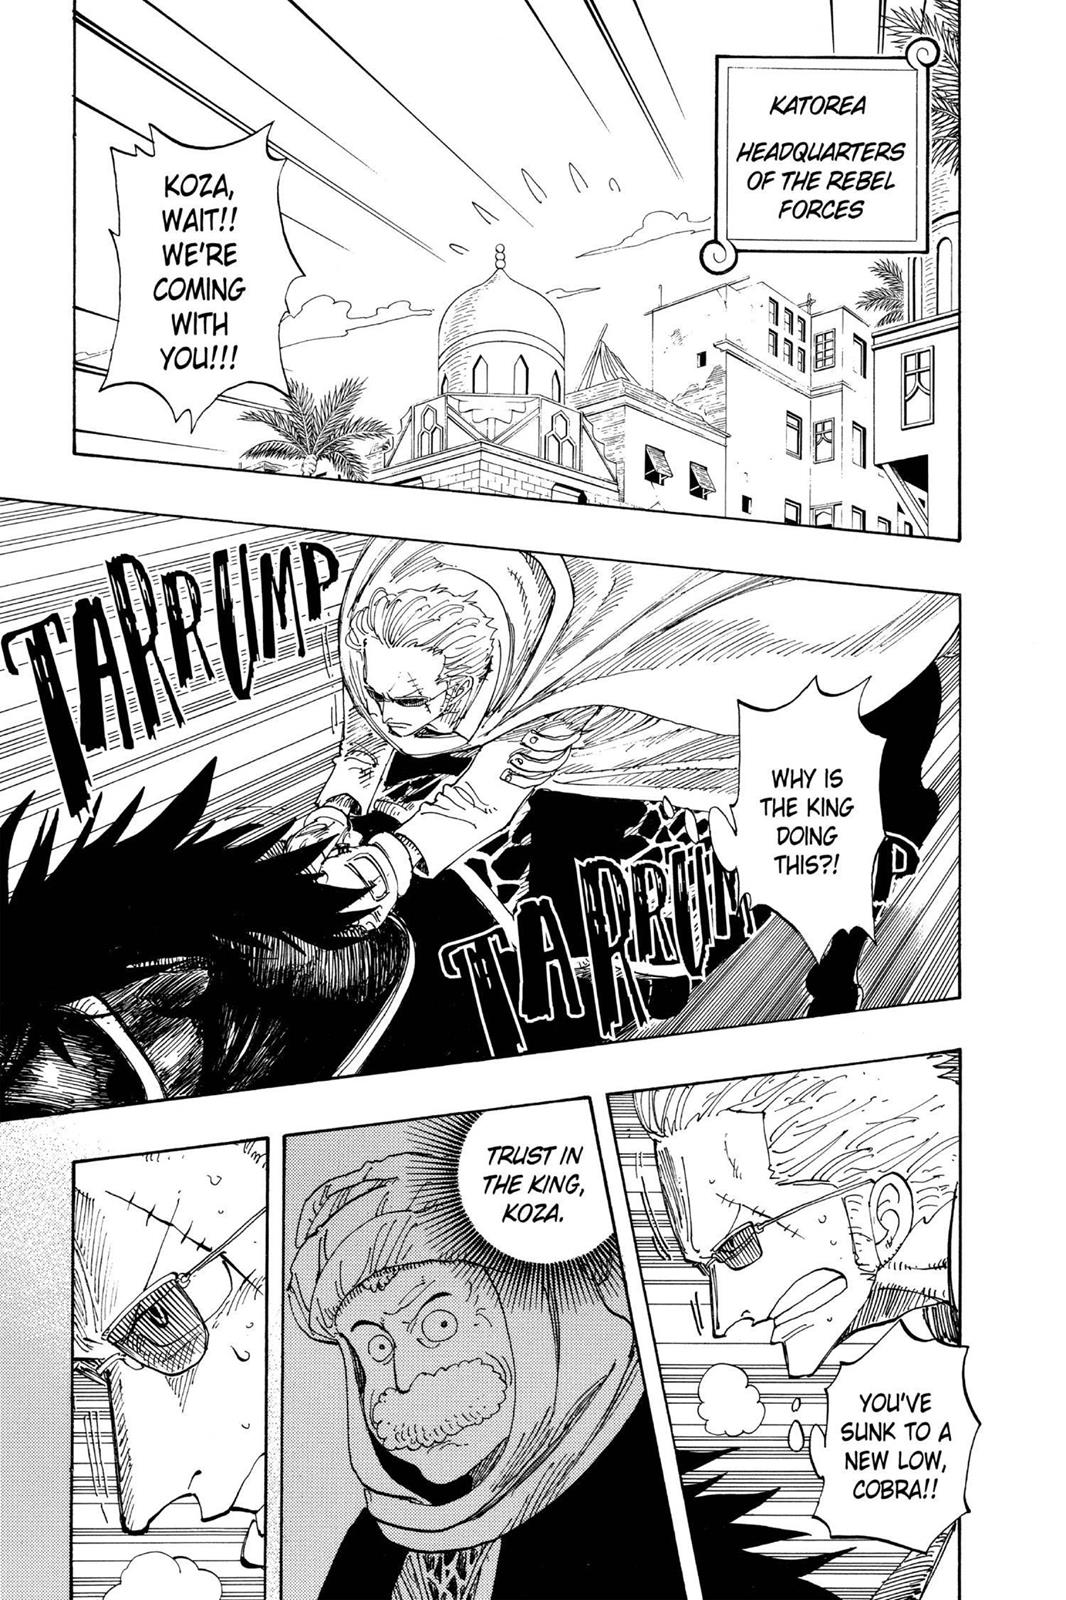 KATOREA
HEADQUARTERS
OF THE REBEL
FORCES
KOZA,
WAIT!!
WE'RE
COMING
WITH
YOU!!!
TARRUMP
WHY IS
THE KING
DOING
THIS?!
TARRUMP
YOU'VE
SUNK TO A
NEW LOW,
COBRA!!
TRUST IN
THE KING,
KOZA.